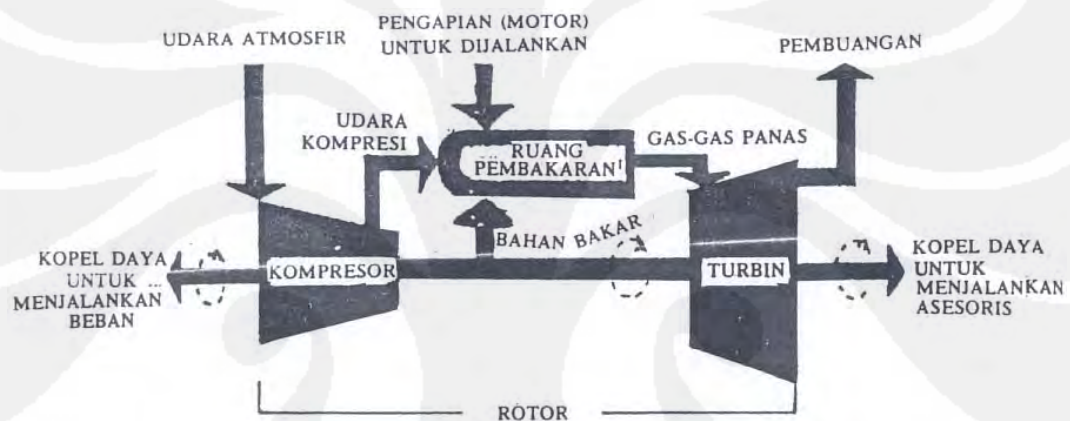 UDARA ATMOSFIR
PENGAPIAN (MOTOR)
UNTUK DIJALANKAN
PEMBUANGAN
UDARA
KOMPRESI
RUANG
PEMBAKARAN
GAS-GAS PANAS
BAHAN BAKAR
KOPEL DAYA
UNTUK ...
MENJALANKAN
BEBAN
KOMPRESOR
TURBIN
KOPEL DAYA
UNTUK
MENJALANKAN
ASESORIS
ROTOR